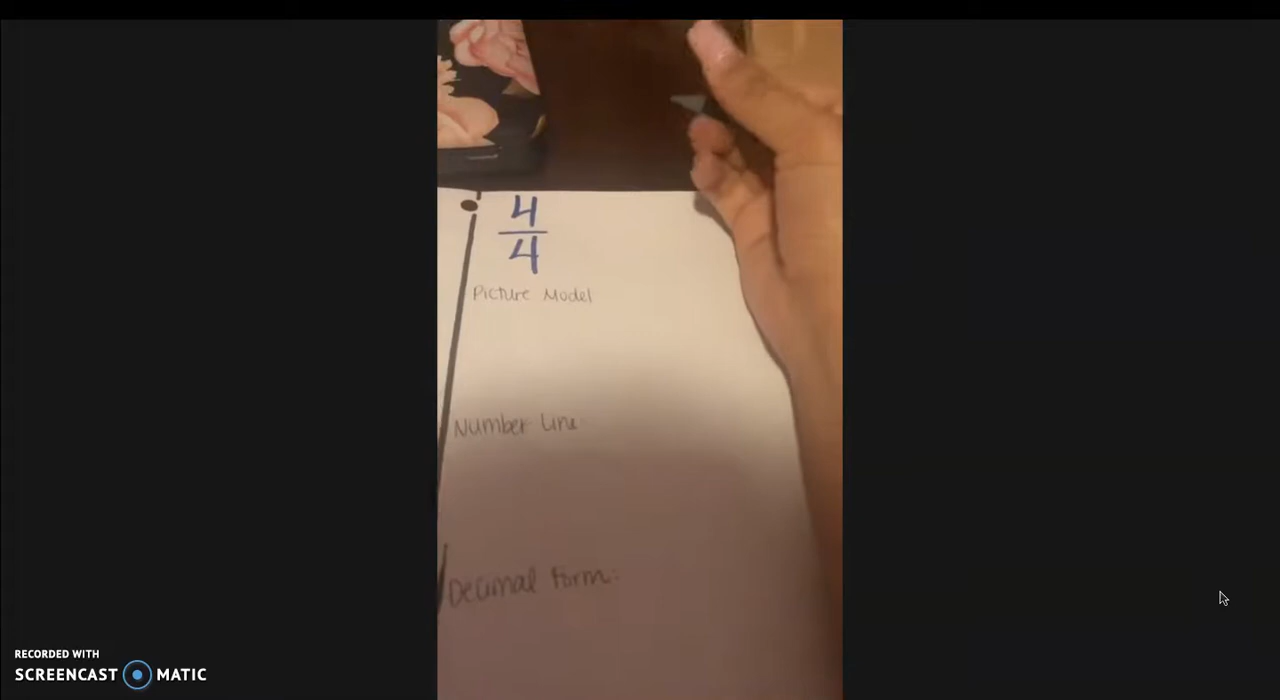 4
4
Picture Model
Number Line
Decimal Form:
RECORDED WITH
SCREENCAST MATIC